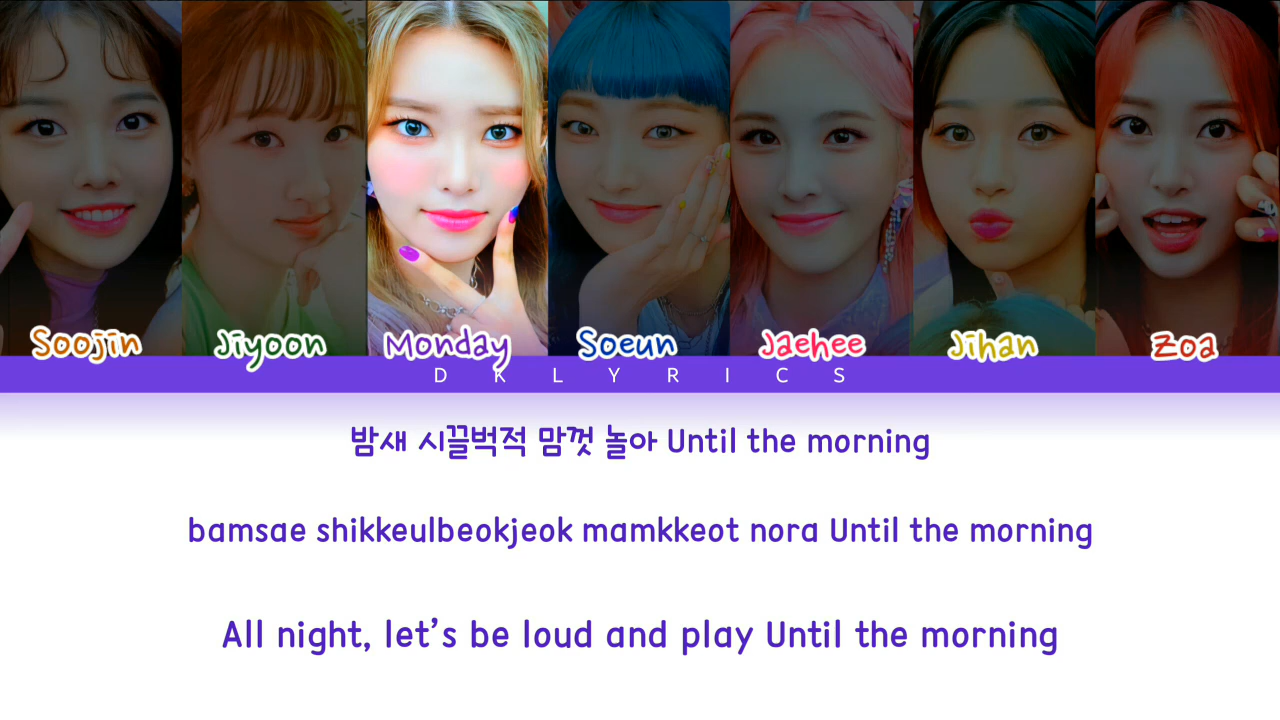 Soojin Jiyoon Monday Soeun Jaehee Jihan Zoa
DKLYRICS
밤새 시끌벅적 맘껏 놀아 Until the morning
bamsae shikkeulbeokjeok mamkkeot nora Until the morning
All night, let's be loud and play Until the morning